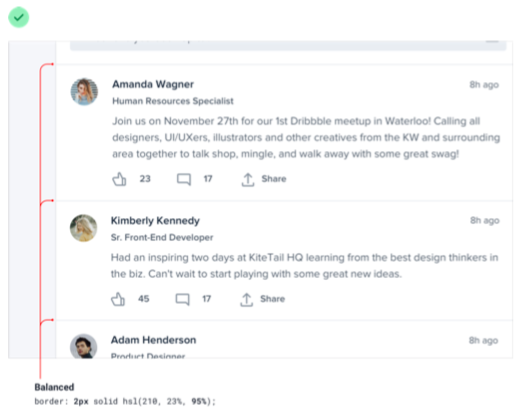 Amanda Wagner
8h ago
Human Resources Specialist
Join us on November 27th for our 1st Dribbble meetup in Waterloo! Calling all
designers, UI/UXers, illustrators and other creatives from the KW and surrounding
area together to talk shop, mingle, and walk away with some great swag!
23 17 Share
Kimberly Kennedy
8h ago
Sr. Front-End Developer
Had an inspiring two days at KiteTail HQ learning from the best design thinkers in
the biz. Can't wait to start playing with some great new ideas.
45 17 Share
Adam Henderson
8h ago
Product Designer
Balanced
border: 2px solid hsl(210, 23%, 95%);